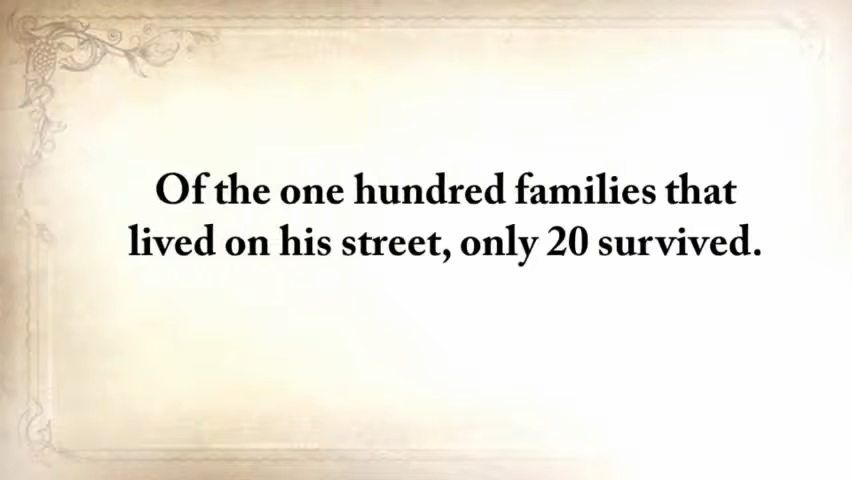 Of the one hundred families that
lived on his street, only 20 survived.